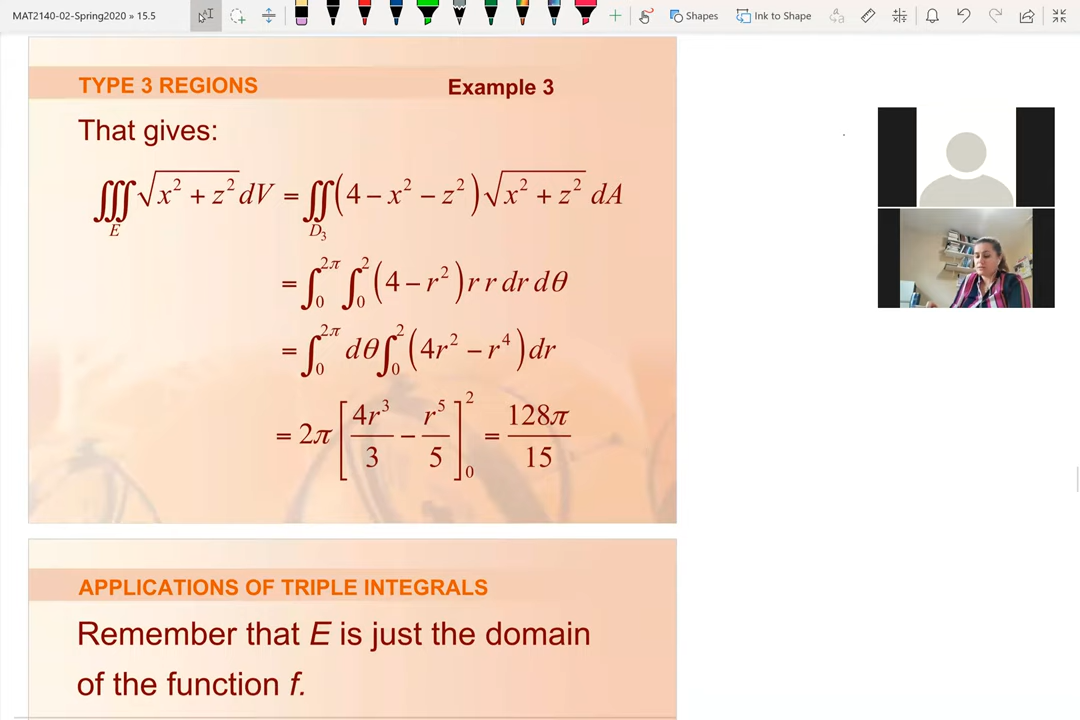 MAT2140-02-Spring2020 » 15.5
Shapes
Ink to Shape
TYPE 3 REGIONS
Example 3
That gives:
∭_E √(x² + z²) dV = ∬_{D₃} (4 − x² − z²) √(x² + z²) dA
= ∫₀^{2π} ∫₀² (4 − r²) r r dr dθ
= ∫₀^{2π} dθ ∫₀² (4r² − r⁴) dr
= 2π [4r³/3 − r⁵/5]₀² = 128π/15
APPLICATIONS OF TRIPLE INTEGRALS
Remember that E is just the domain
of the function f.